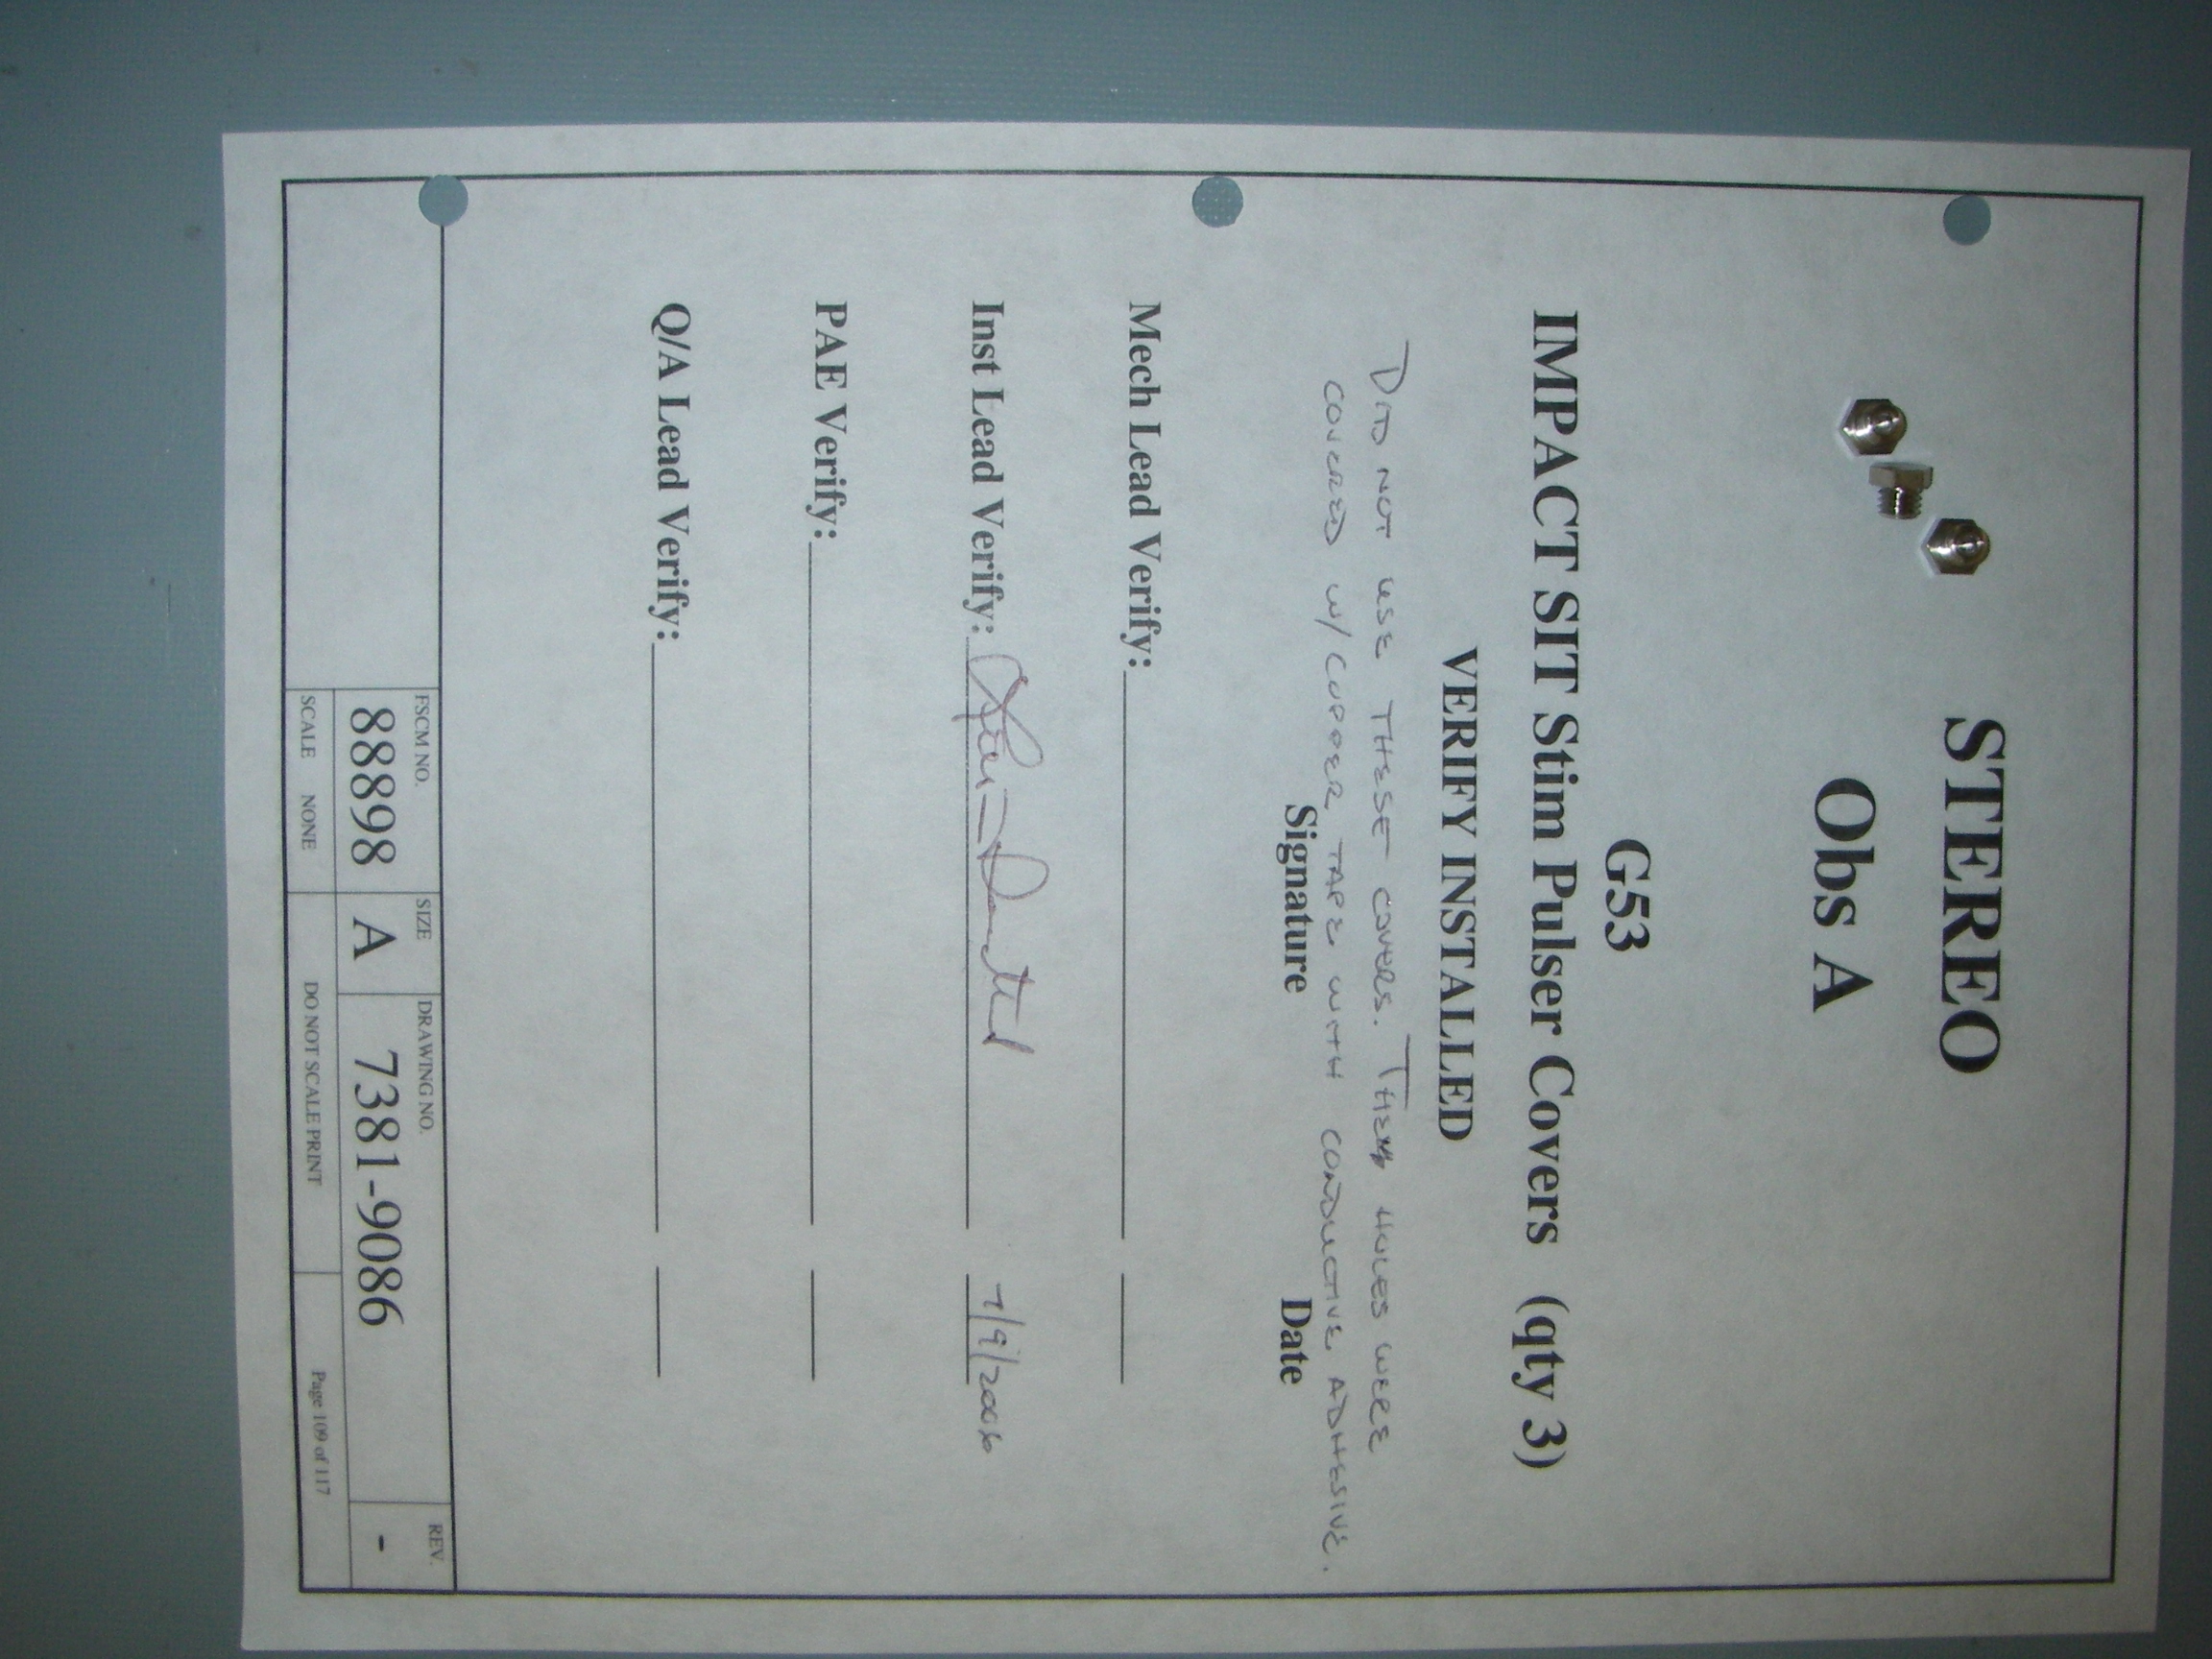 STEREO
Obs A
G53
IMPACT SIT Stim Pulser Covers (qty 3)
VERIFY INSTALLED
DID NOT USE THESE COVERS. THE HOLES WERE
COVERED W/COPPER TAPE WITH CONDUCTIVE ADHESIVE.
Signature Date
Mech Lead Verify:
Inst Lead Verify: 7/9/2006
PAE Verify:
Q/A Lead Verify:
FSCM NO. SIZE DRAWING NO. REV.
88898 A 7381-9086 -
SCALE NONE DO NOT SCALE PRINT Page 109 of 117